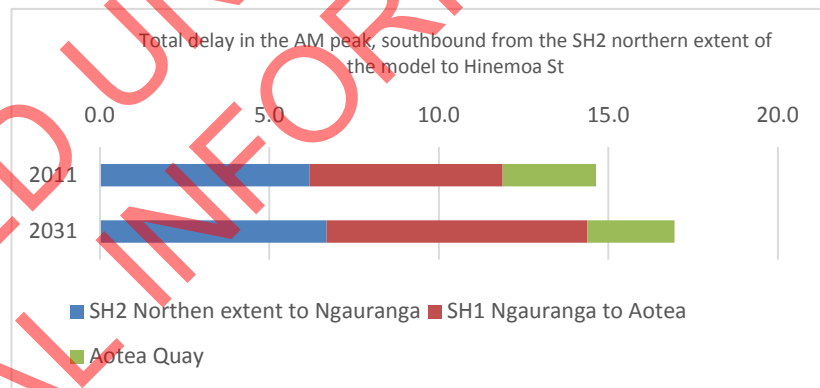 Total delay in the AM peak, southbound from the SH2 northern extent of
the model to Hinemoa St
0.0 5.0 10.0 15.0 20.0
2011
2031
SH2 Northen extent to Ngauranga SH1 Ngauranga to Aotea
Aotea Quay